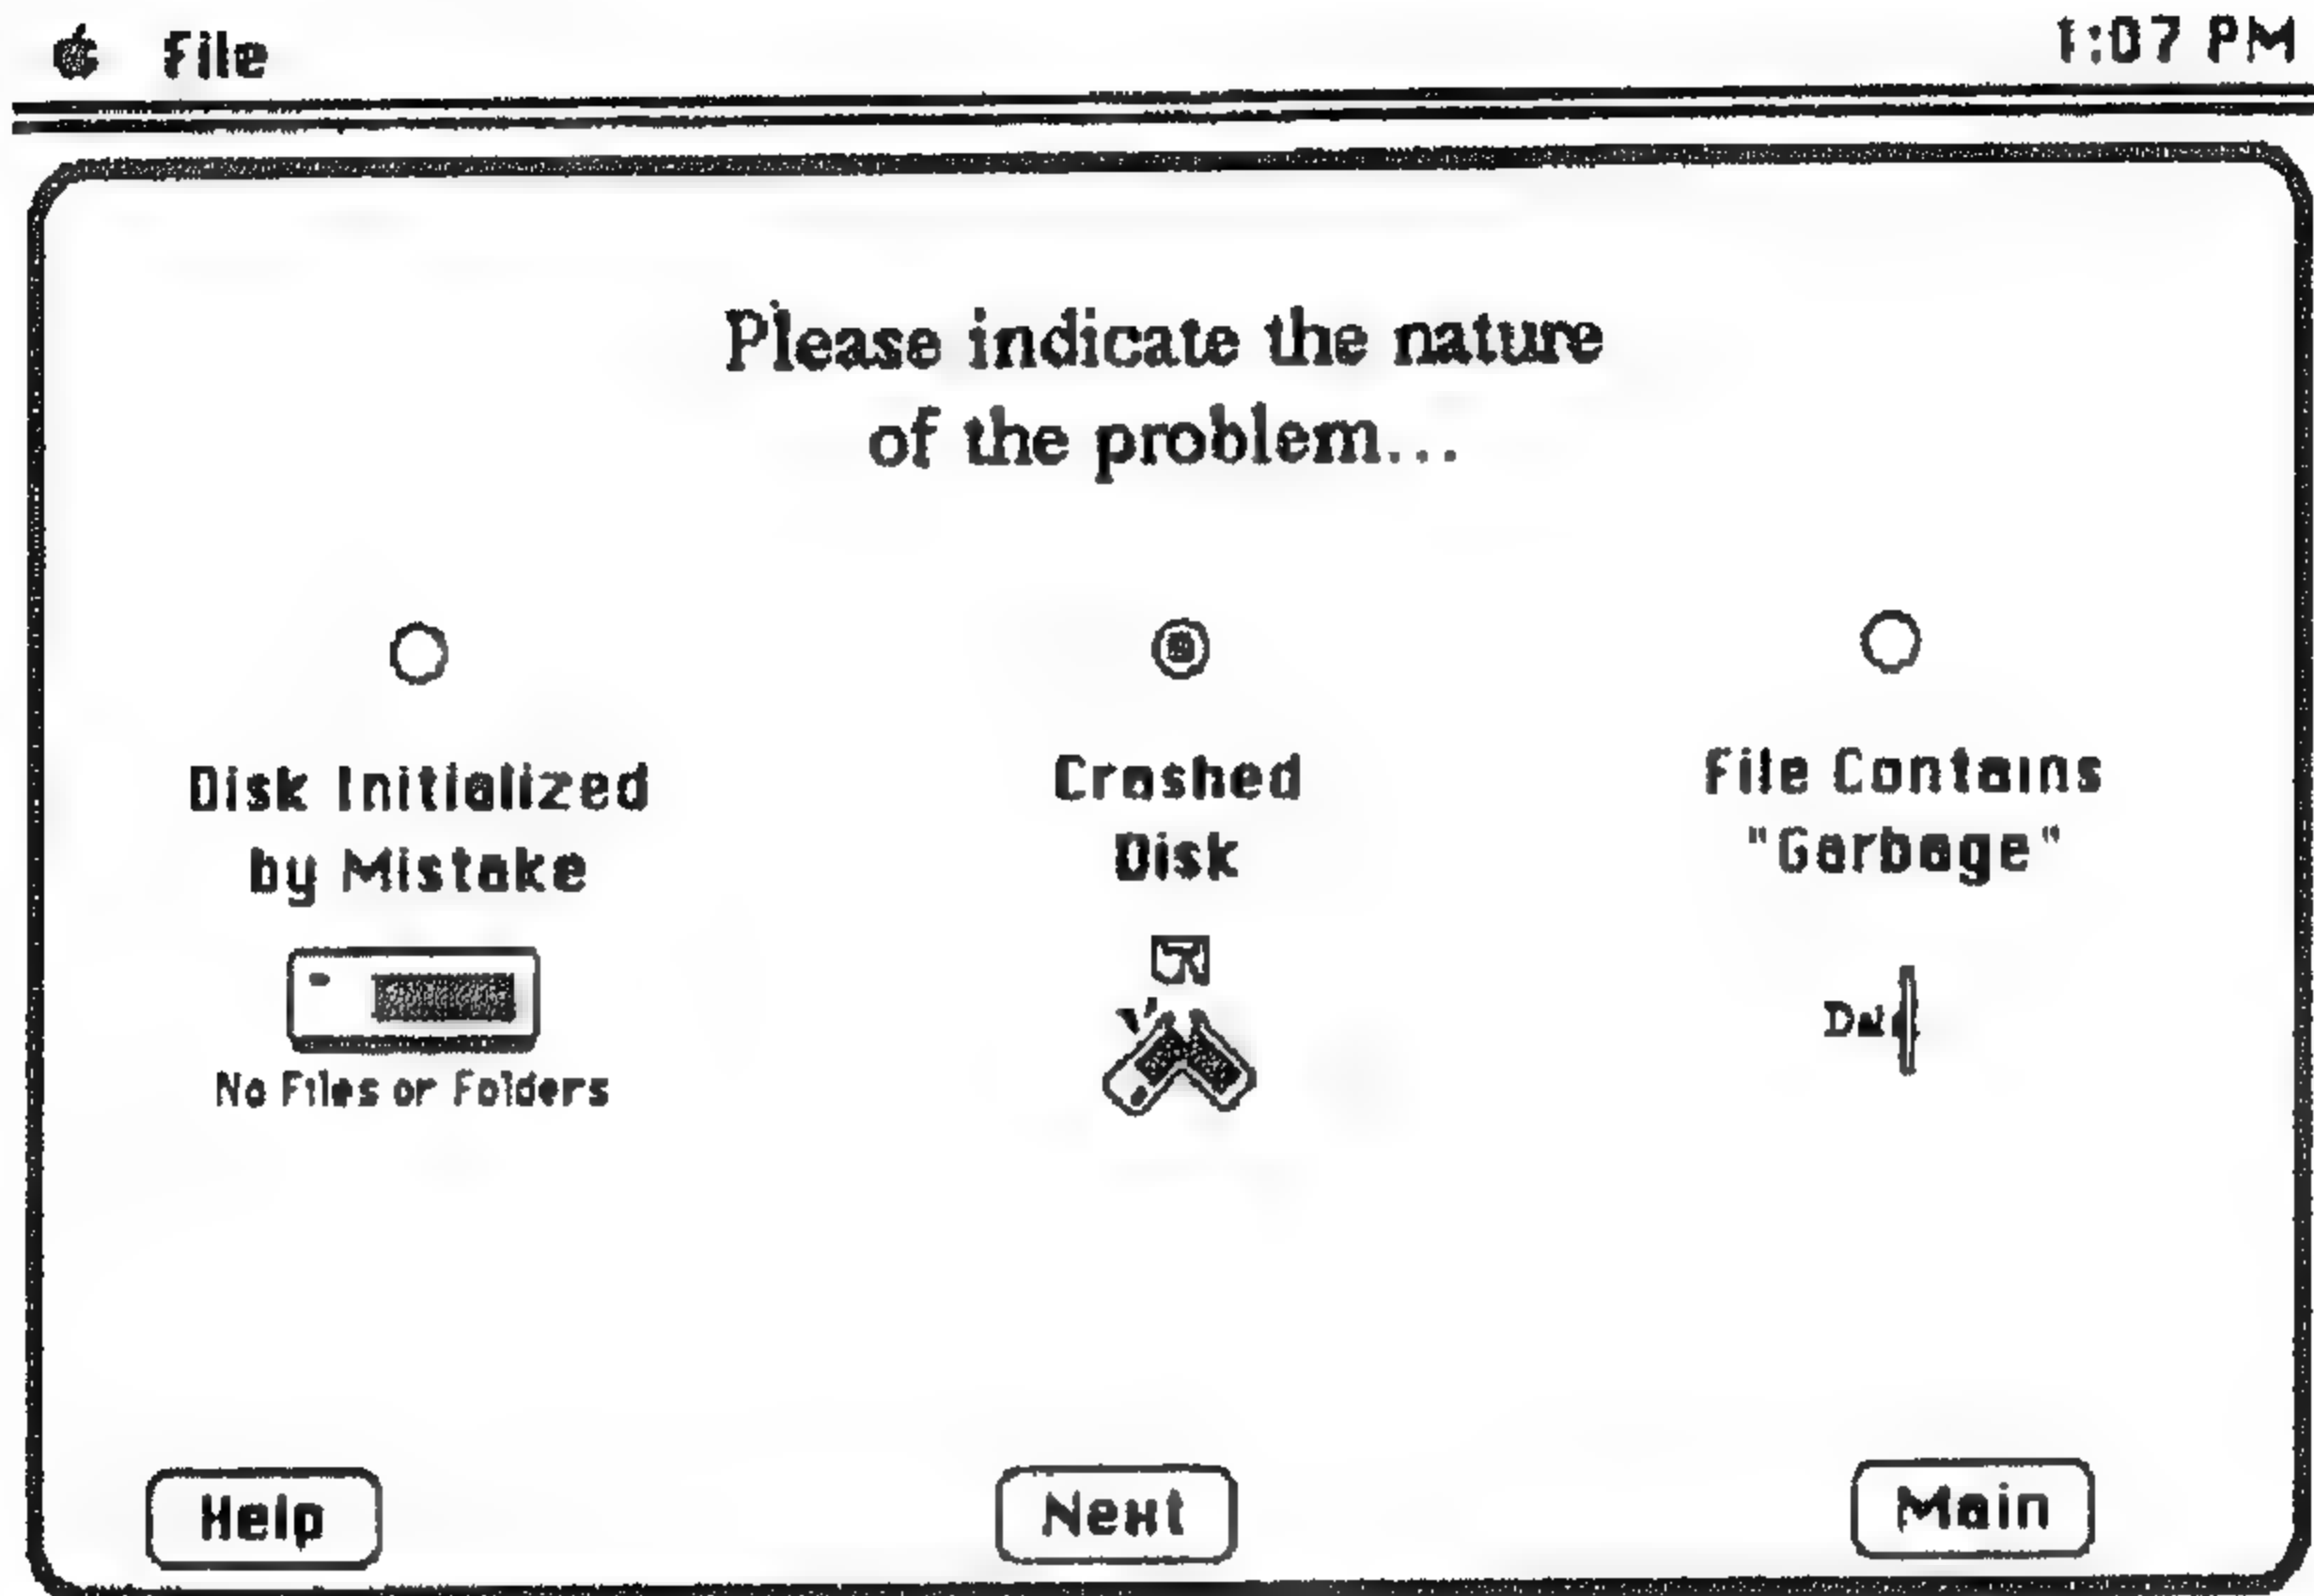 File
1:07 PM
Please indicate the nature
of the problem...
Disk Initialized
by Mistake
Crashed
Disk
File Contains
"Garbage"
No Files or Folders
Help
Next
Main